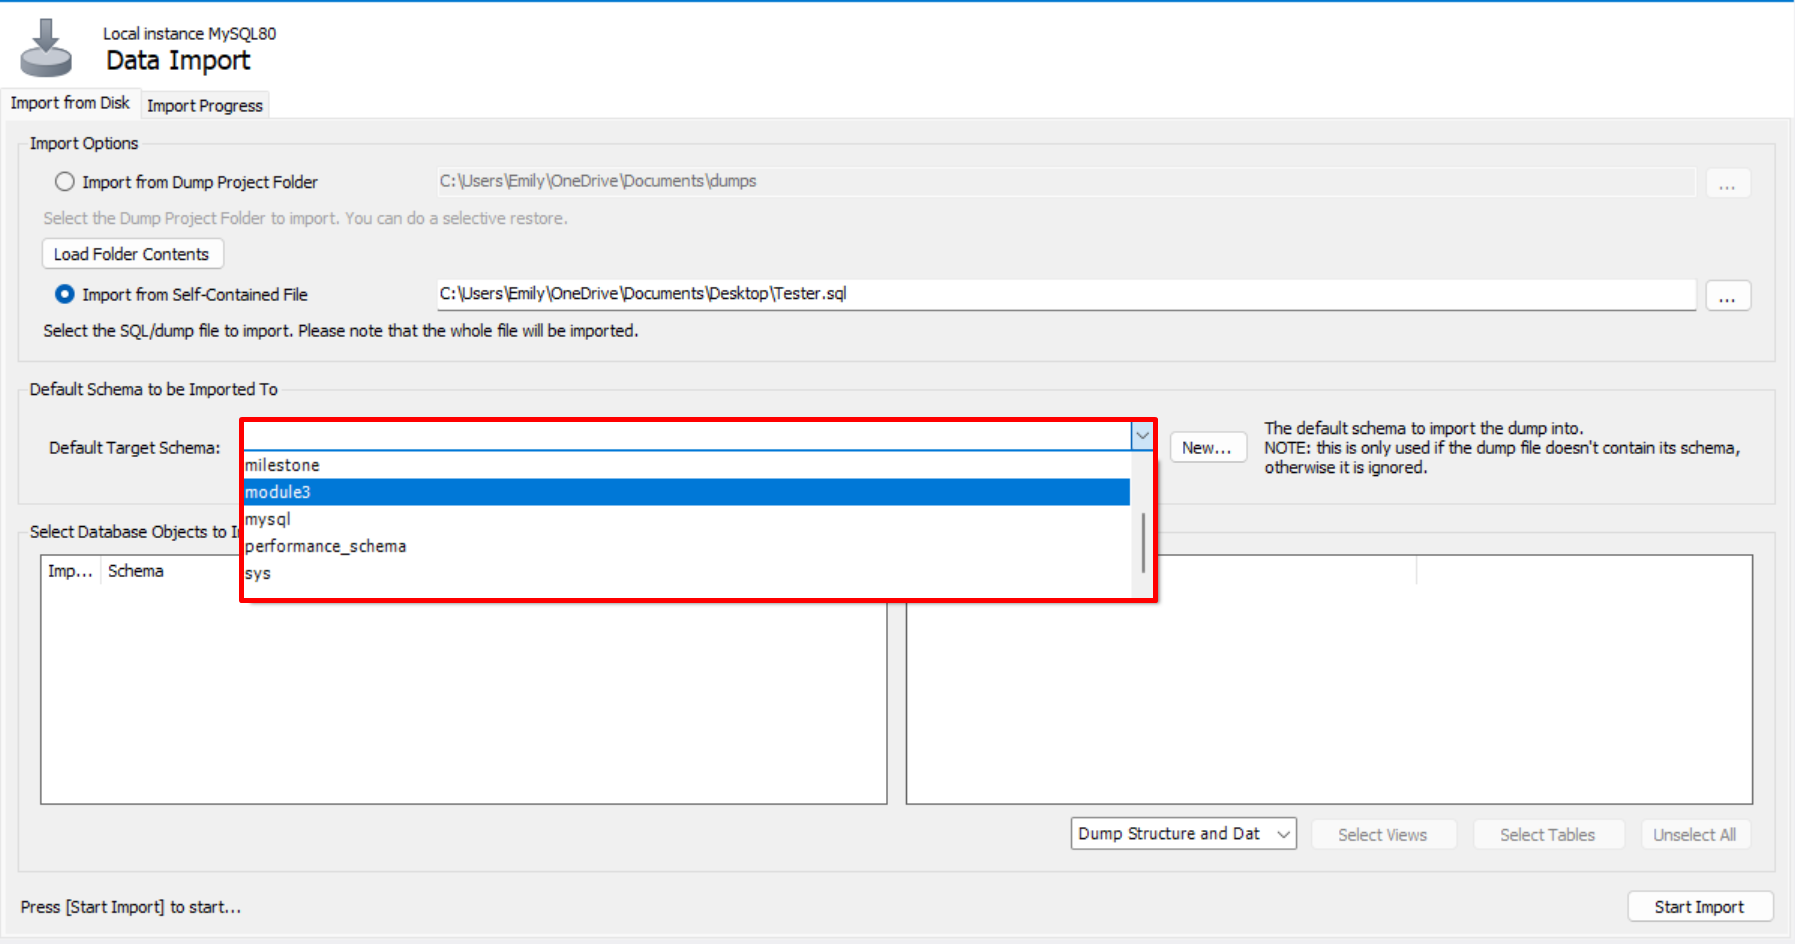 Local instance MySQL80
Data Import
Import from Disk
Import Progress
Import Options
Import from Dump Project Folder
C:\Users\Emily\OneDrive\Documents\dumps
...
Select the Dump Project Folder to import. You can do a selective restore.
Load Folder Contents
Import from Self-Contained File
C:\Users\Emily\OneDrive\Documents\Desktop\Tester.sql
...
Select the SQL/dump file to import. Please note that the whole file will be imported.
Default Schema to be Imported To
Default Target Schema:
New...
The default schema to import the dump into.
NOTE: this is only used if the dump file doesn't contain its schema,
otherwise it is ignored.
milestone
module3
mysql
performance_schema
sys
Select Database Objects to
Imp... Schema
Dump Structure and Dat
Select Views
Select Tables
Unselect All
Press [Start Import] to start...
Start Import